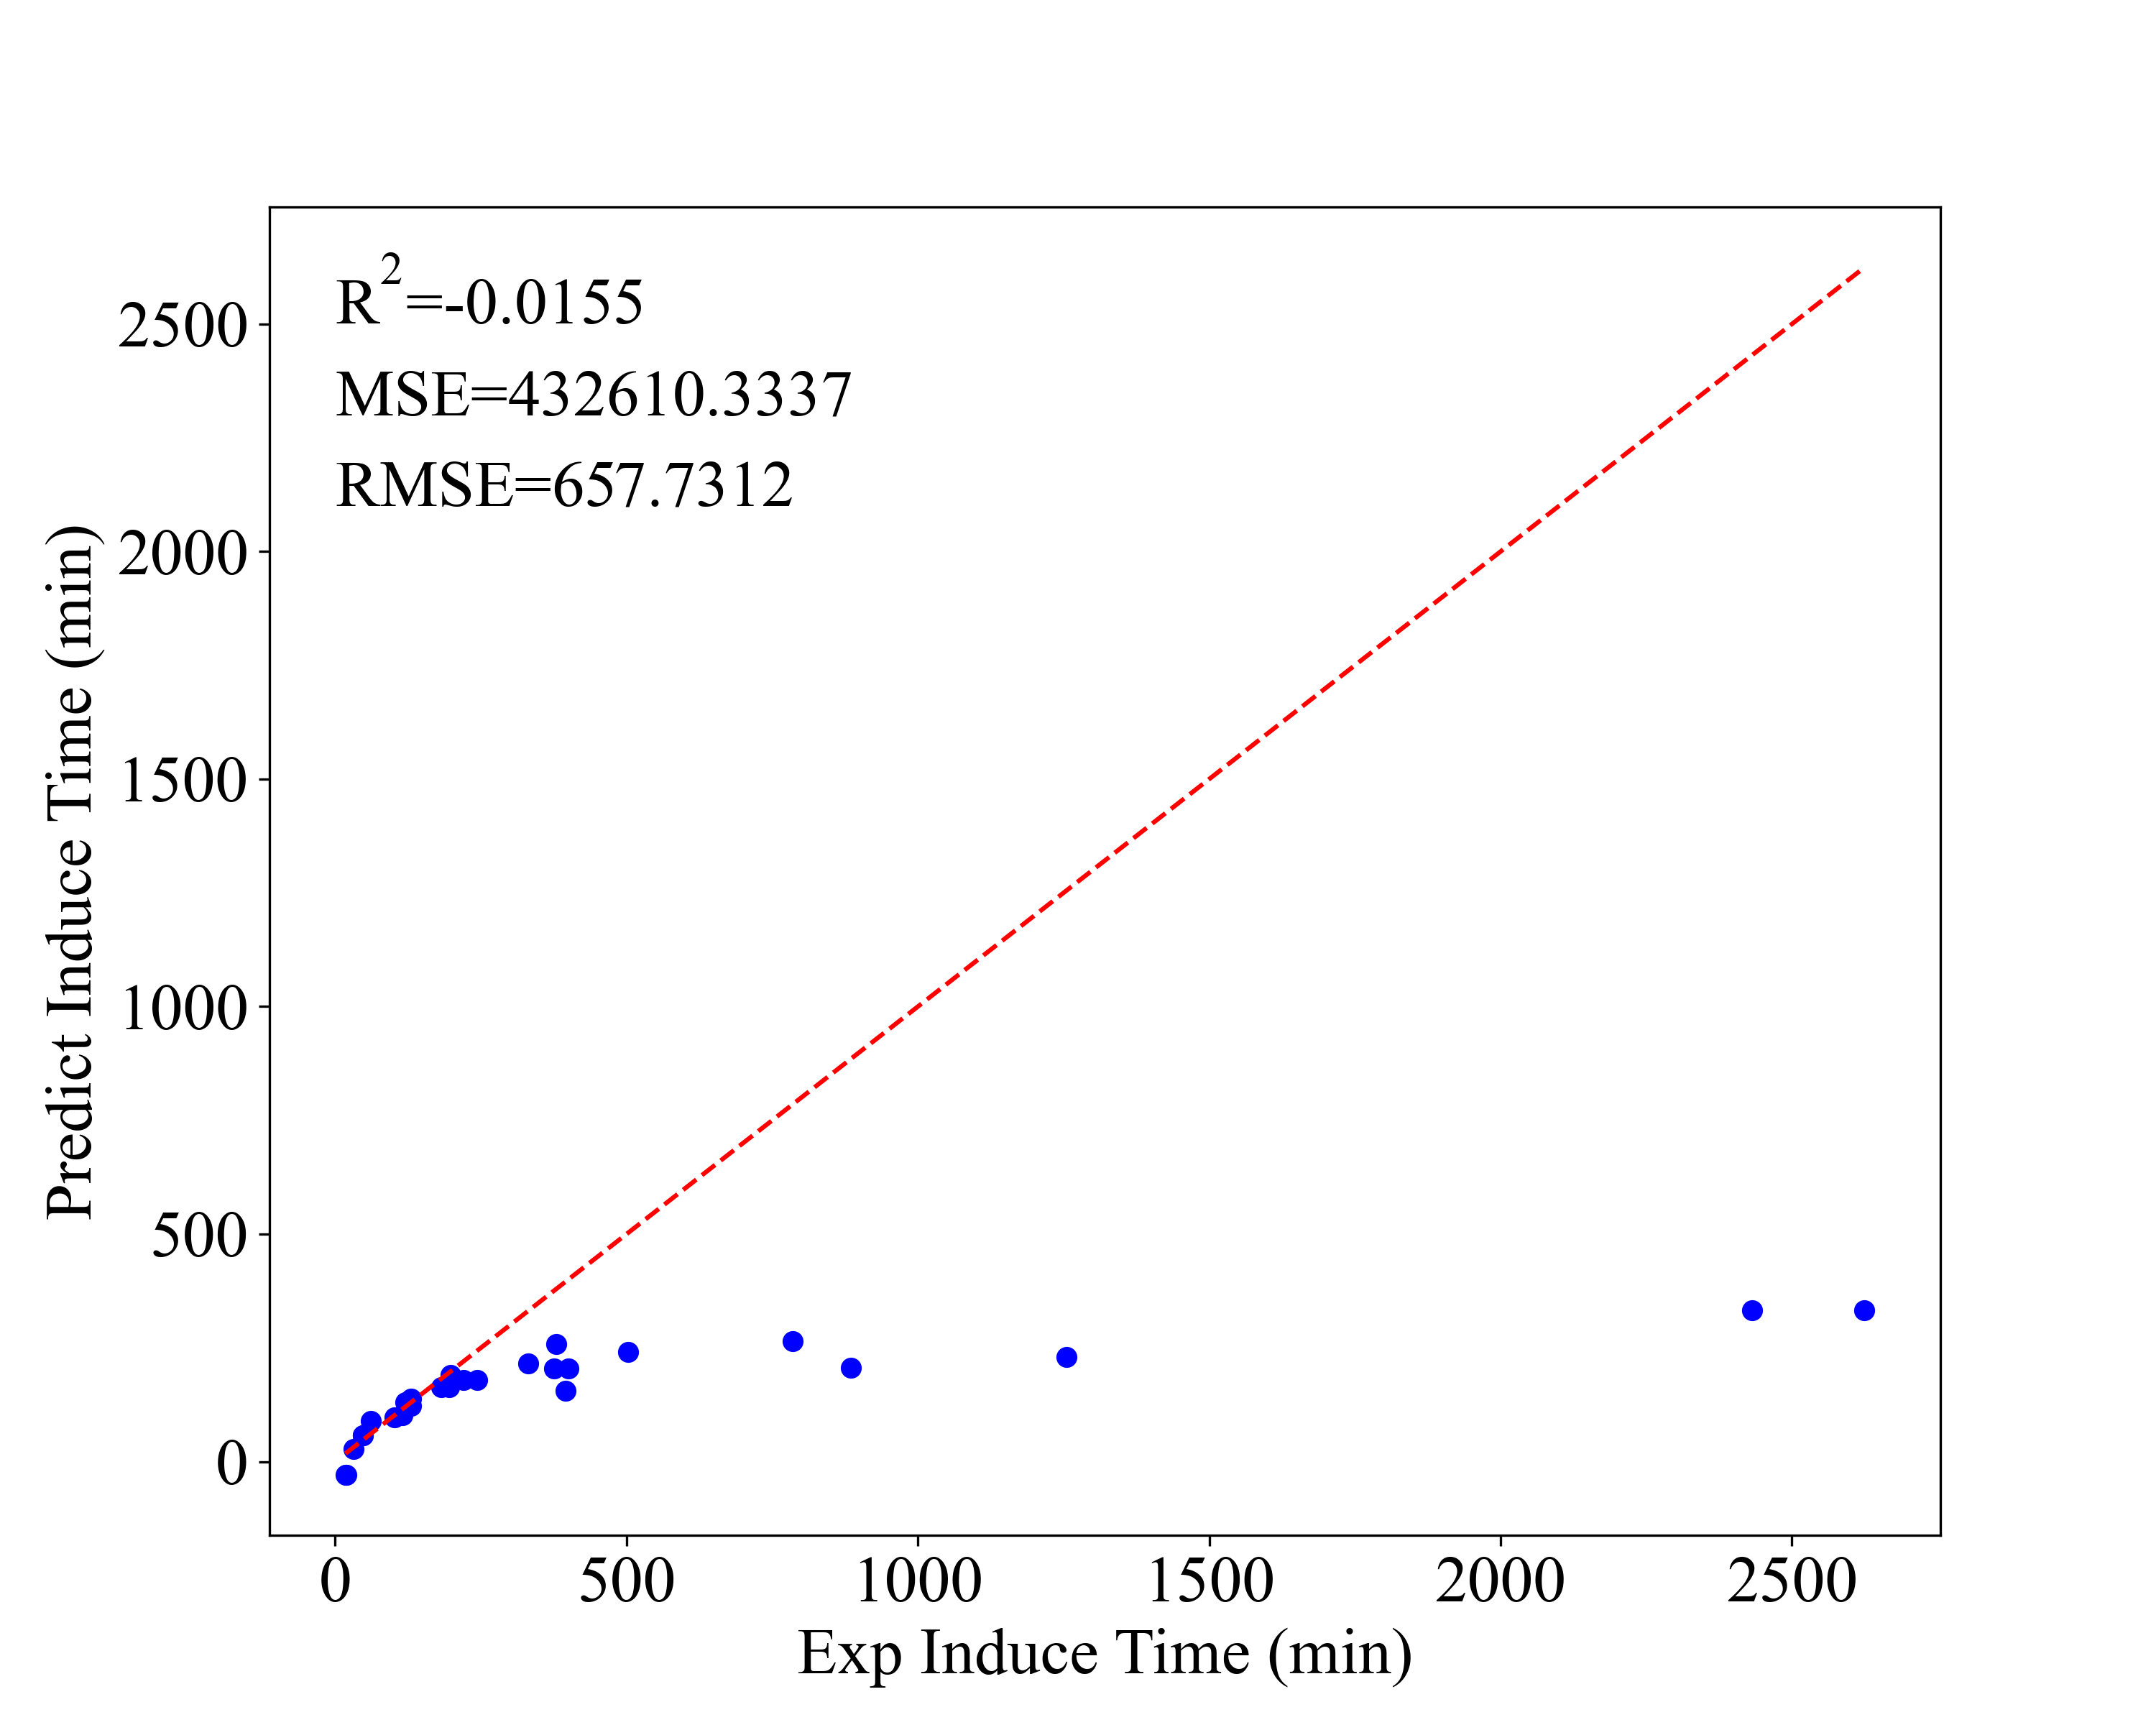 R²=-0.0155
MSE=432610.3337
RMSE=657.7312
2500
2000
1500
1000
500
0
Predict Induce Time (min)
0 500 1000 1500 2000 2500
Exp Induce Time (min)